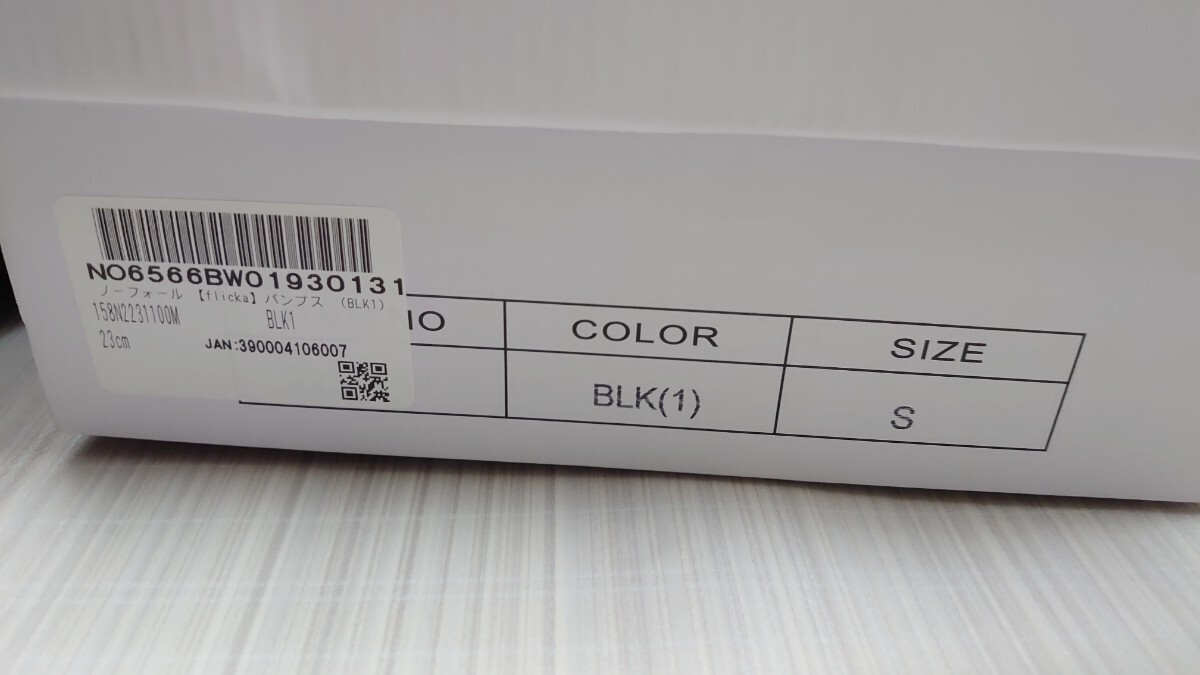 NO6566BW01930131
ノーフォール 【flicka】パンプス (BLK1)
158N2231100M BLK1
23cm JAN:390004106007
COLOR SIZE
BLK(1) S